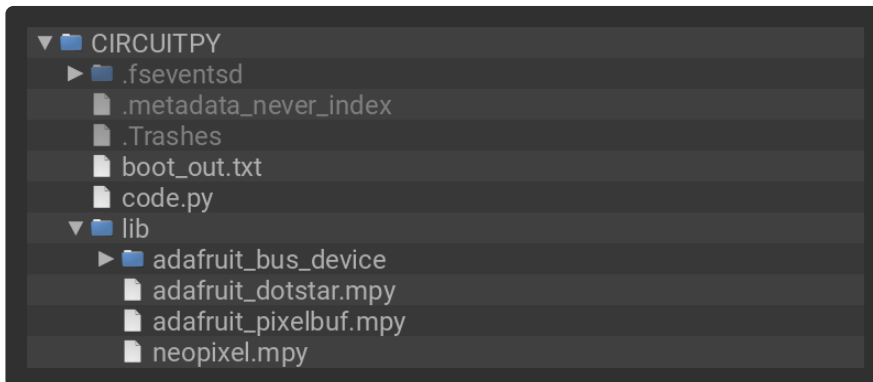 CIRCUITPY
.fseventsd
.metadata_never_index
.Trashes
boot_out.txt
code.py
lib
adafruit_bus_device
adafruit_dotstar.mpy
adafruit_pixelbuf.mpy
neopixel.mpy